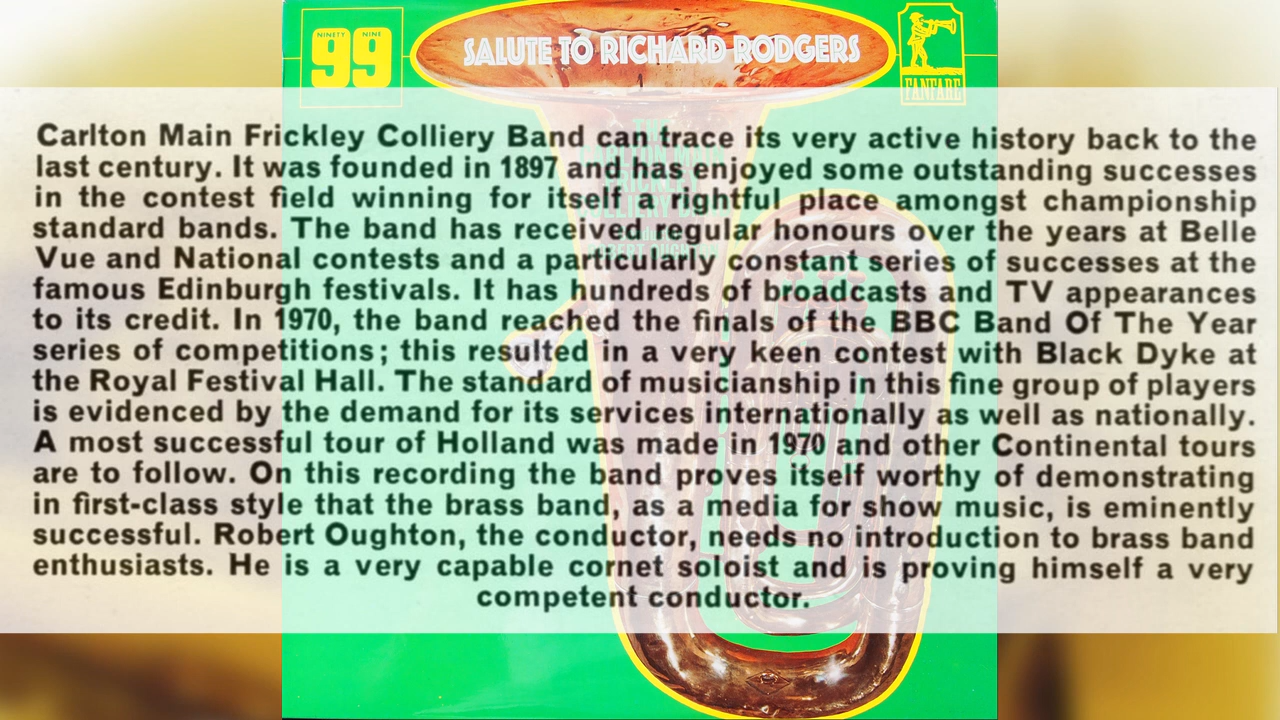 NINETY NINE
99
SALUTE TO RICHARD RODGERS
FANFARE
THE
CARLTON MAIN
FRICKLEY
COLLIERY BAND
ROBERT OUGHTON
Carlton Main Frickley Colliery Band can trace its very active history back to the
last century. It was founded in 1897 and has enjoyed some outstanding successes
in the contest field winning for itself a rightful place amongst championship
standard bands. The band has received regular honours over the years at Belle
Vue and National contests and a particularly constant series of successes at the
famous Edinburgh festivals. It has hundreds of broadcasts and TV appearances
to its credit. In 1970, the band reached the finals of the BBC Band Of The Year
series of competitions; this resulted in a very keen contest with Black Dyke at
the Royal Festival Hall. The standard of musicianship in this fine group of players
is evidenced by the demand for its services internationally as well as nationally.
A most successful tour of Holland was made in 1970 and other Continental tours
are to follow. On this recording the band proves itself worthy of demonstrating
in first-class style that the brass band, as a media for show music, is eminently
successful. Robert Oughton, the conductor, needs no introduction to brass band
enthusiasts. He is a very capable cornet soloist and is proving himself a very
competent conductor.